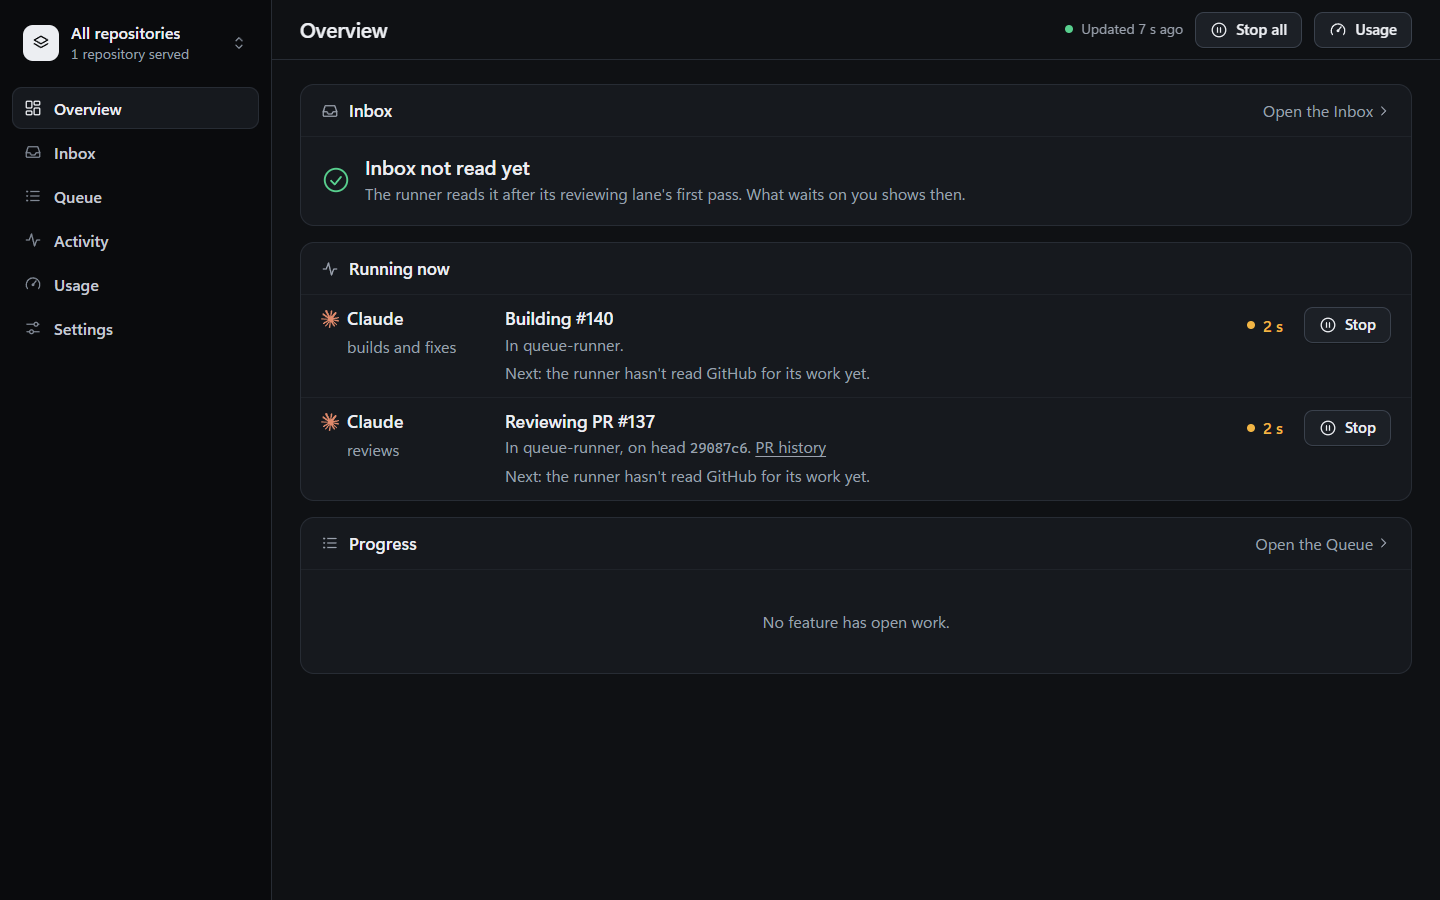 All repositories
1 repository served
Overview
Inbox
Queue
Activity
Usage
Settings
Overview
Updated 7 s ago
Stop all
Usage
Inbox
Open the Inbox
Inbox not read yet
The runner reads it after its reviewing lane's first pass. What waits on you shows then.
Running now
Claude
builds and fixes
Building #140
In queue-runner.
Next: the runner hasn't read GitHub for its work yet.
2 s
Stop
Claude
reviews
Reviewing PR #137
In queue-runner, on head 29087c6. PR history
Next: the runner hasn't read GitHub for its work yet.
2 s
Stop
Progress
Open the Queue
No feature has open work.